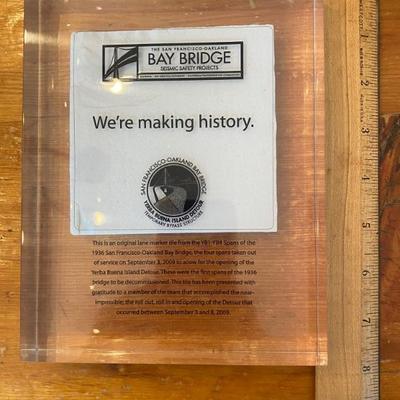 THE SAN FRANCISCO-OAKLAND
BAY BRIDGE
SEISMIC SAFETY PROJECTS
We're making history.
SAN FRANCISCO-OAKLAND BAY BRIDGE
YERBA BUENA ISLAND DETOUR
TEMPORARY BYPASS STRUCTURE
This is an original lane marker tile from the YB1-YB4 Spans of the
1936 San Francisco-Oakland Bay Bridge, the four spans taken out
of service on September 3, 2009 to allow for the opening of the
Yerba Buena Island Detour. These were the first spans of the 1936
bridge to be decommissioned. This tile has been presented with
gratitude to a member of the team that accomplished the near-
impossible; the roll out, roll in and opening of the Detour that
occurred between September 3 and 8, 2009.
1
2
3
4
5
6
7
8